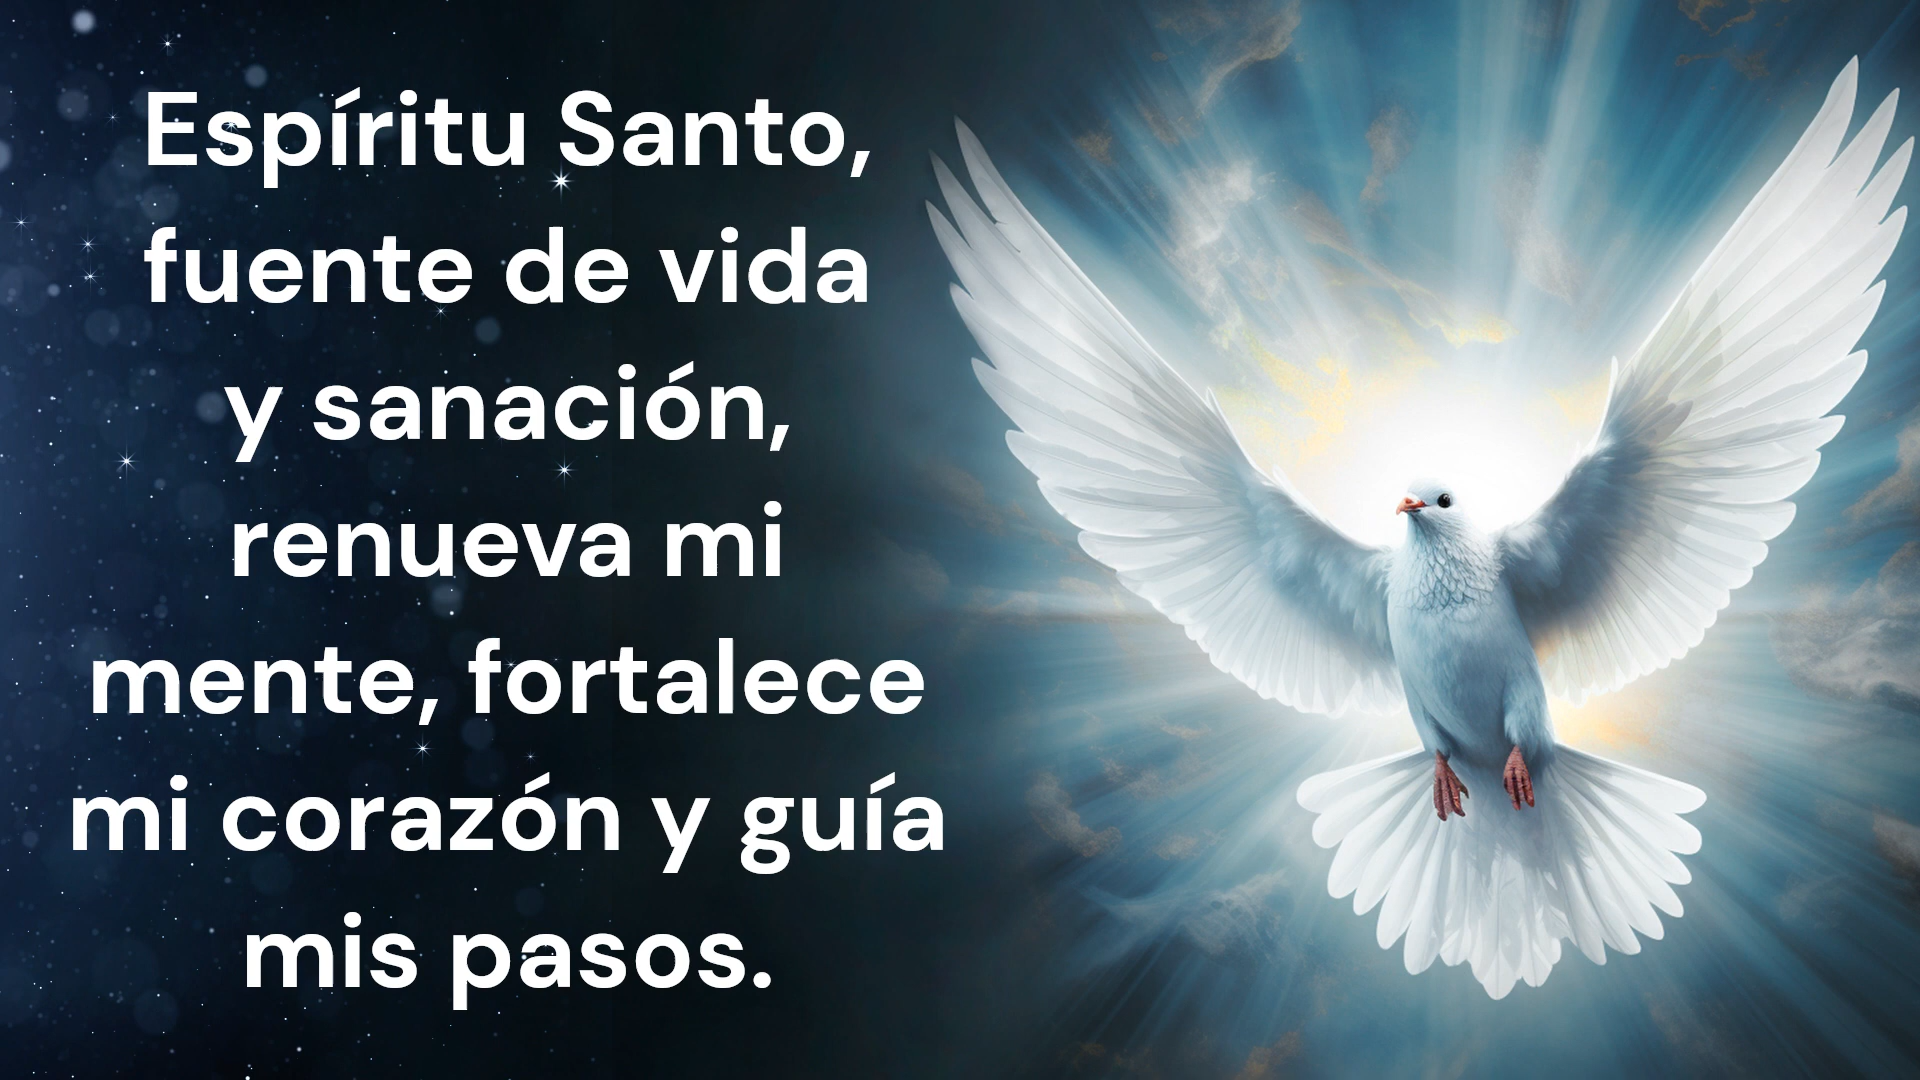 Espíritu Santo,
fuente de vida
y sanación,
renueva mi
mente, fortalece
mi corazón y guía
mis pasos.